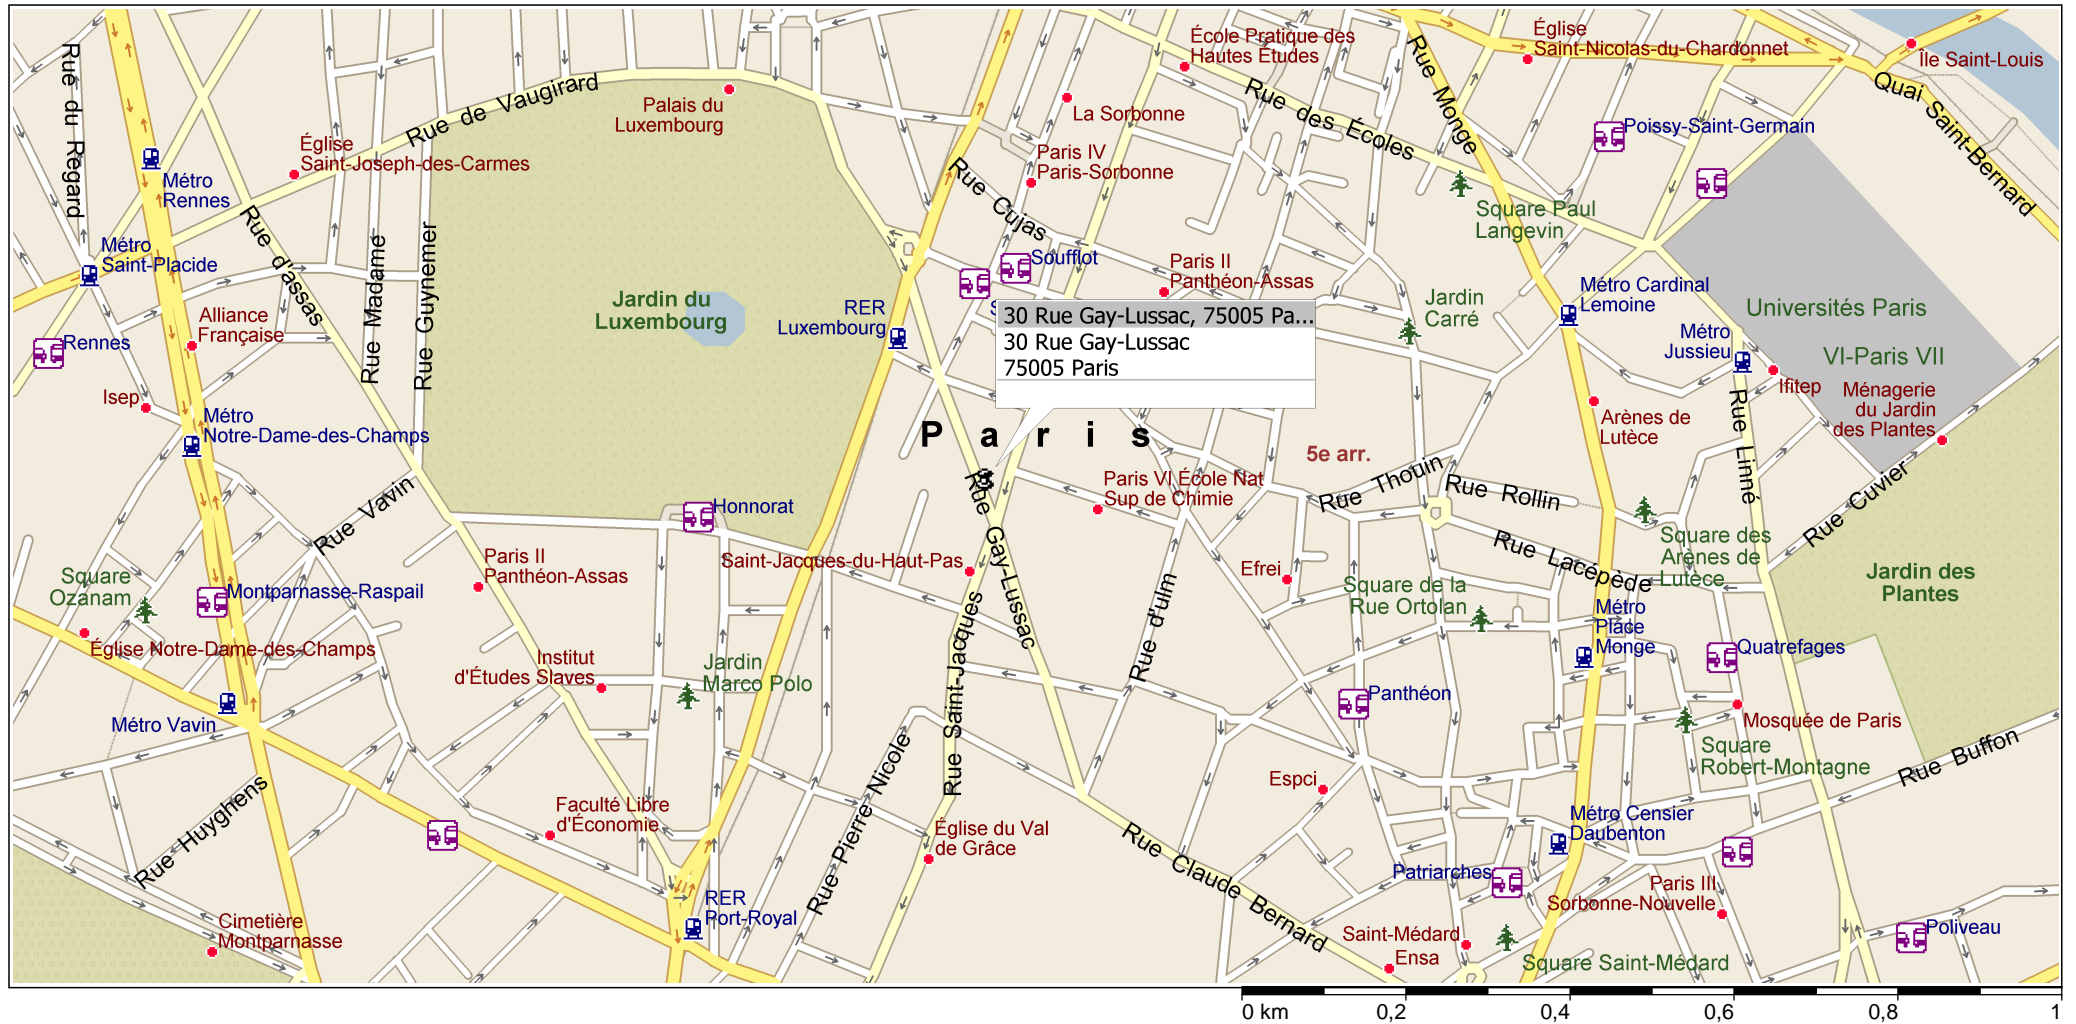 École Pratique des
Hautes Etudes
Église
Saint-Nicolas-du-Chardonnet
Île Saint-Louis
Rue du Regard
Rue de Vaugirard
Palais du
Luxembourg
La Sorbonne
Rue des Écoles
Rue Monge
Poissy-Saint-Germain
Quai Saint-Bernard
Église
Saint-Joseph-des-Carmes
Paris IV
Paris-Sorbonne
Métro
Rennes
Rue d'assas
Rue Cujas
Square Paul
Langevin
Métro
Saint-Placide
Rue Madame
Rue Guynemer
Soufflot
Paris II
Panthéon-Assas
Jardin
Carré
Métro Cardinal
Lemoine
Jardin du
Luxembourg
RER
Luxembourg
S
30 Rue Gay-Lussac, 75005 Pa...
30 Rue Gay-Lussac
75005 Paris
Universités Paris
VI-Paris VII
Alliance
Française
Rennes
Métro
Jussieu
Ifitep
Ménagerie
du Jardin
des Plantes
Isep
Métro
Notre-Dame-des-Champs
Arènes de
Lutèce
Rue Linné
Paris
5e arr.
Rue Thouin
Rue Rollin
Rue Cuvier
Rue Vavin
Honnorat
Paris VI École Nat
Sup de Chimie
Rue Gay-Lussac
Rue Lacépède
Square des
Arènes de
Lutèce
Paris II
Panthéon-Assas
Saint-Jacques-du-Haut-Pas
Efrei
Square de la
Rue Ortolan
Jardin des
Plantes
Square
Ozanam
Montparnasse-Raspail
Rue d'ulm
Métro
Place
Monge
Quatrefages
Église Notre-Dame-des-Champs
Institut
d'Études Slaves
Jardin
Marco Polo
Rue Saint-Jacques
Panthéon
Métro Vavin
Mosquée de Paris
Square
Robert-Montagne
Rue Buffon
Rue Huyghens
Rue Pierre Nicole
Espci
Faculté Libre
d'Économie
Église du Val
de Grâce
Rue Claude Bernard
Métro Censier
Daubenton
Patriarches
Paris III
Sorbonne-Nouvelle
RER
Port-Royal
Cimetière
Montparnasse
Saint-Médard
Ensa
Square Saint-Médard
Poliveau
0 km 0,2 0,4 0,6 0,8 1